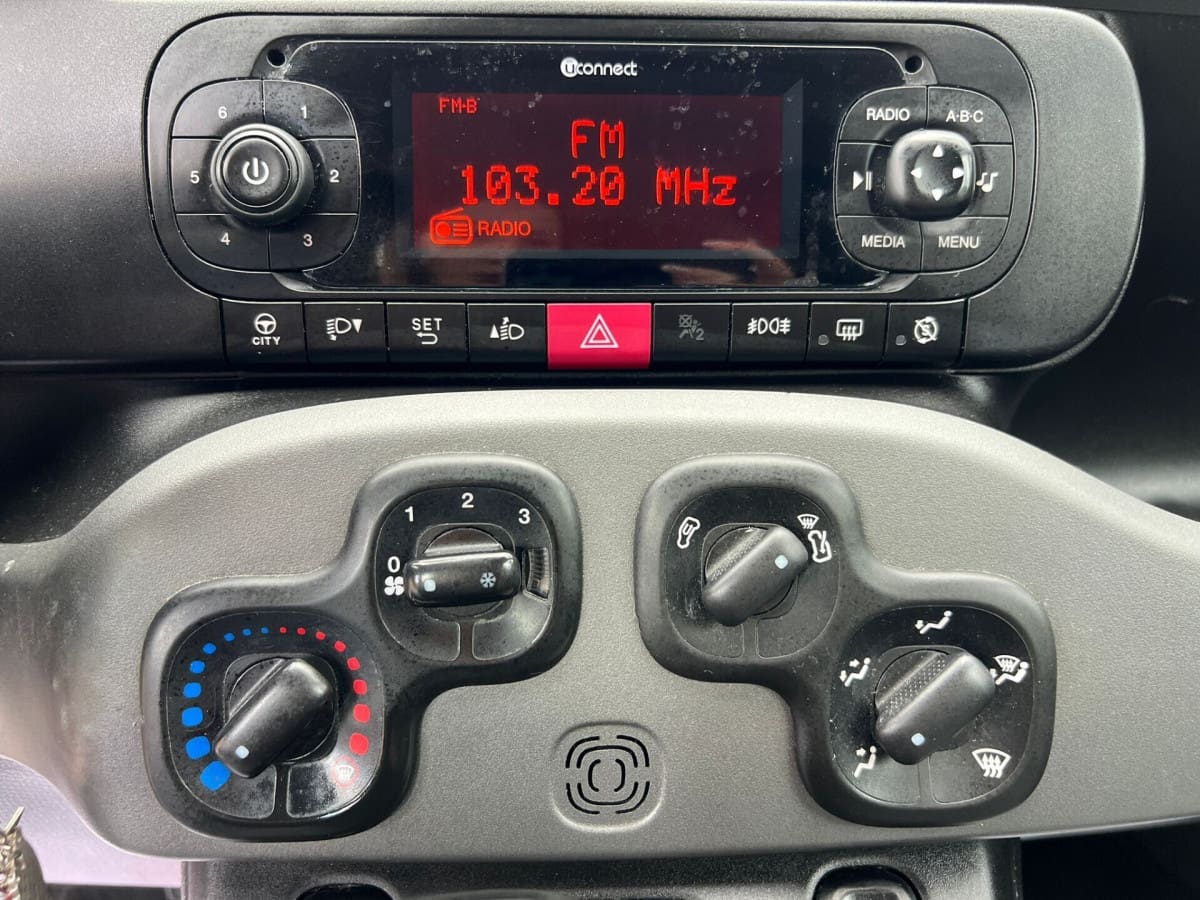 uconnect
FM-B
FM
103.20 MHz
RADIO
6 1
5 2
4 3
RADIO A·B·C
MEDIA MENU
CITY
SET
2
0 1 2 3